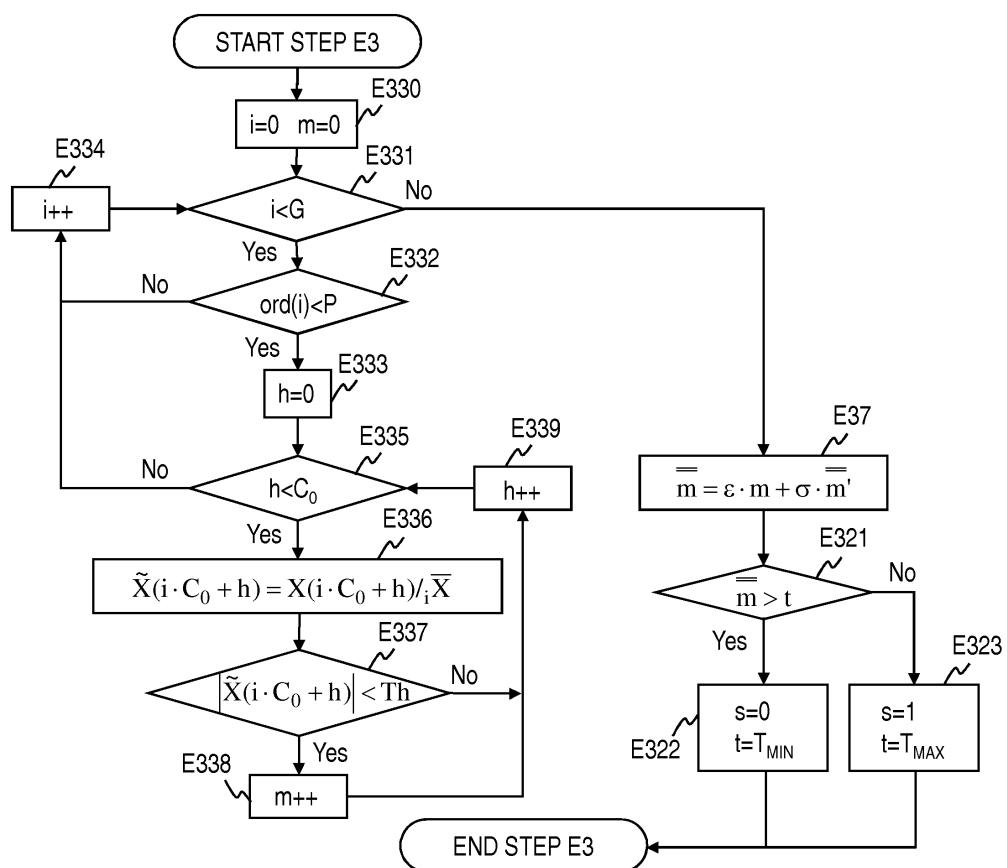 START STEP E3
E330
i=0 m=0
E334
E331
i++
i<G
No
Yes
E332
No
ord(i)<P
Yes
E333
h=0
E335
E339
E37
No
h<C₀
h++
m̿ = ε · m + σ · m̿'
Yes
E336
E321
X̃(i · C₀ + h) = X(i · C₀ + h)/ᵢX̅
m̿ > t
No
E337
Yes
E323
|X̃(i · C₀ + h)| < Th
No
s=0
t=T_MIN
s=1
t=T_MAX
E322
Yes
E338
m++
END STEP E3